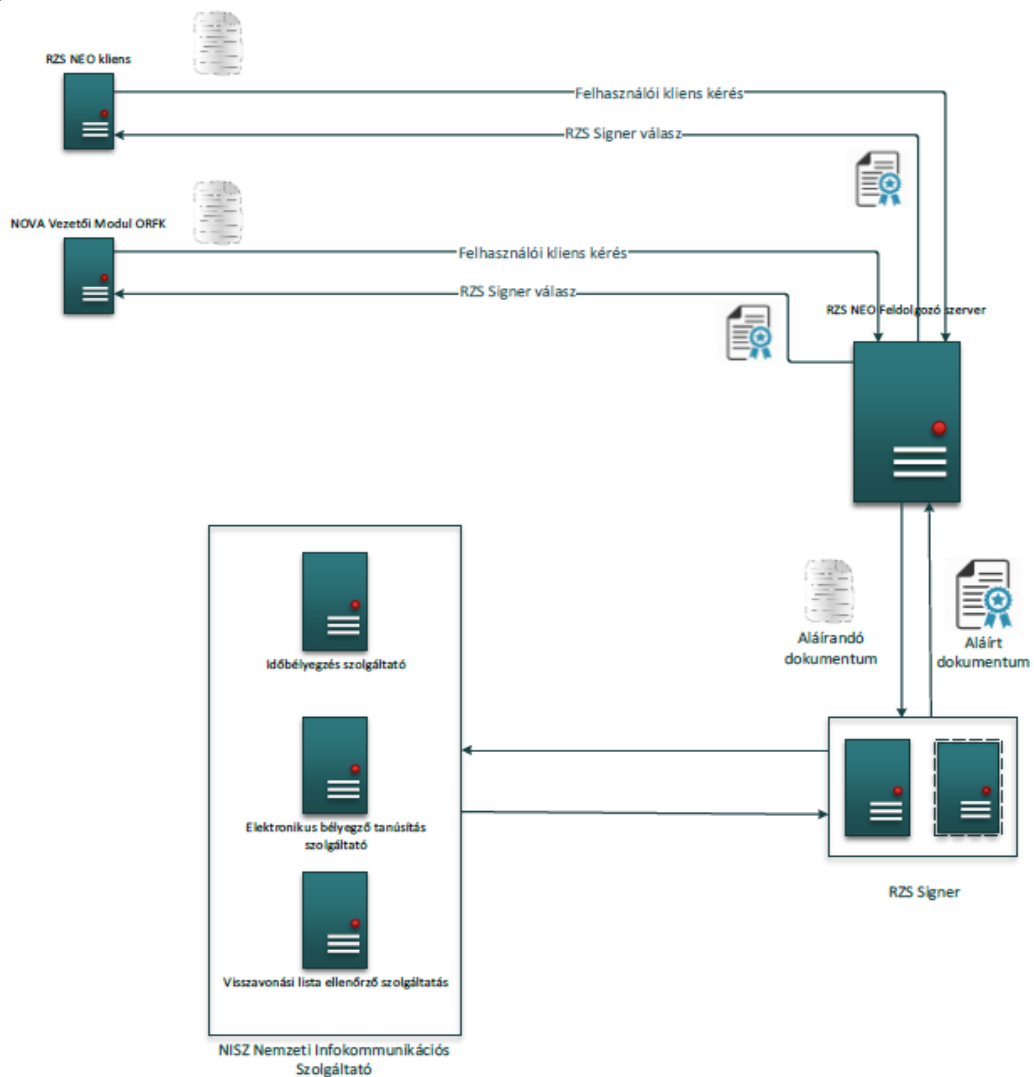 RZS NEO kliens
Felhasználói kliens kérés
RZS Signer válasz
NOVA Vezetői Modul ORFK
Felhasználói kliens kérés
RZS Signer válasz
RZS NEO Feldolgozó szerver
Időbélyegzés szolgáltató
Aláírandó
dokumentum
Aláírt
dokumentum
Elektronikus bélyegző tanúsítás
szolgáltató
RZS Signer
Visszavonási lista ellenőrző szolgáltatás
NISZ Nemzeti Infokommunikációs
Szolgáltató